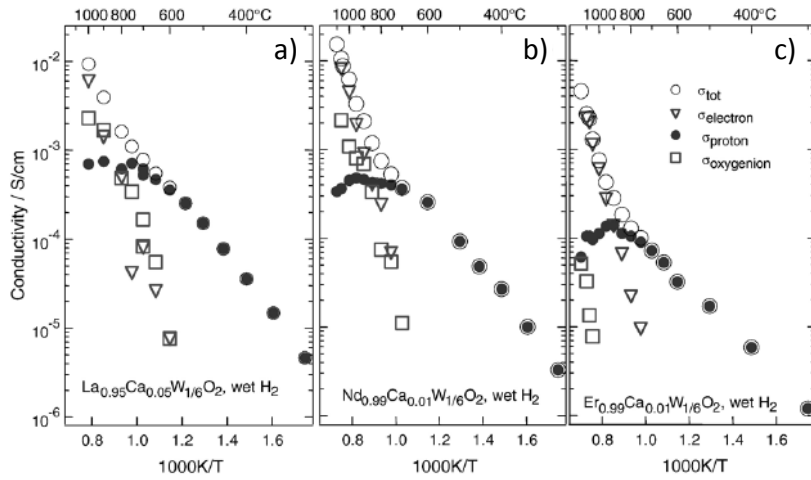 1000 800 600 400°C
1000 800 600 400°C
1000 800 600 400°C
a)
b)
c)
10⁻²
10⁻³
10⁻⁴
10⁻⁵
10⁻⁶
Conductivity / S/cm
σtot
σelectron
σproton
σoxygenion
La₀.₉₅Ca₀.₀₅W₁/₆O₂, wet H₂
Nd₀.₉₉Ca₀.₀₁W₁/₆O₂, wet H₂
Er₀.₉₉Ca₀.₀₁W₁/₆O₂, wet H₂
0.8 1.0 1.2 1.4 1.6
0.8 1.0 1.2 1.4 1.6
0.8 1.0 1.2 1.4 1.6
1000K/T
1000K/T
1000K/T